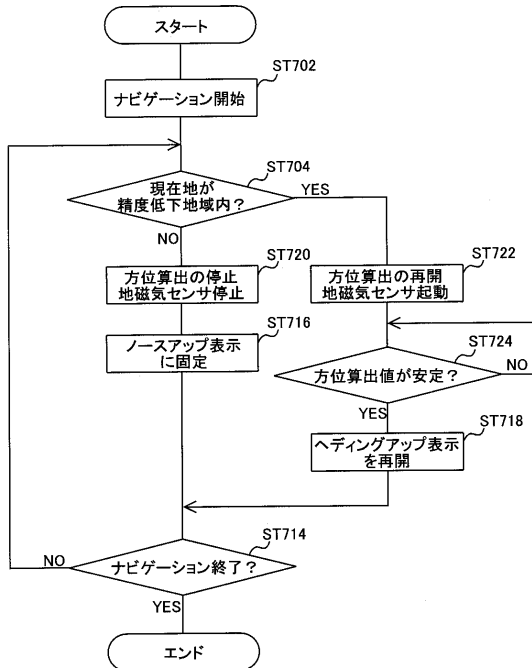 スタート
ST702
ナビゲーション開始
ST704
現在地が
精度低下地域内？
YES
NO
ST720
方位算出の停止
地磁気センサ停止
ST722
方位算出の再開
地磁気センサ起動
ST716
ノースアップ表示
に固定
ST724
方位算出値が安定？
NO
YES
ST718
ヘディングアップ表示
を再開
ST714
ナビゲーション終了？
NO
YES
エンド